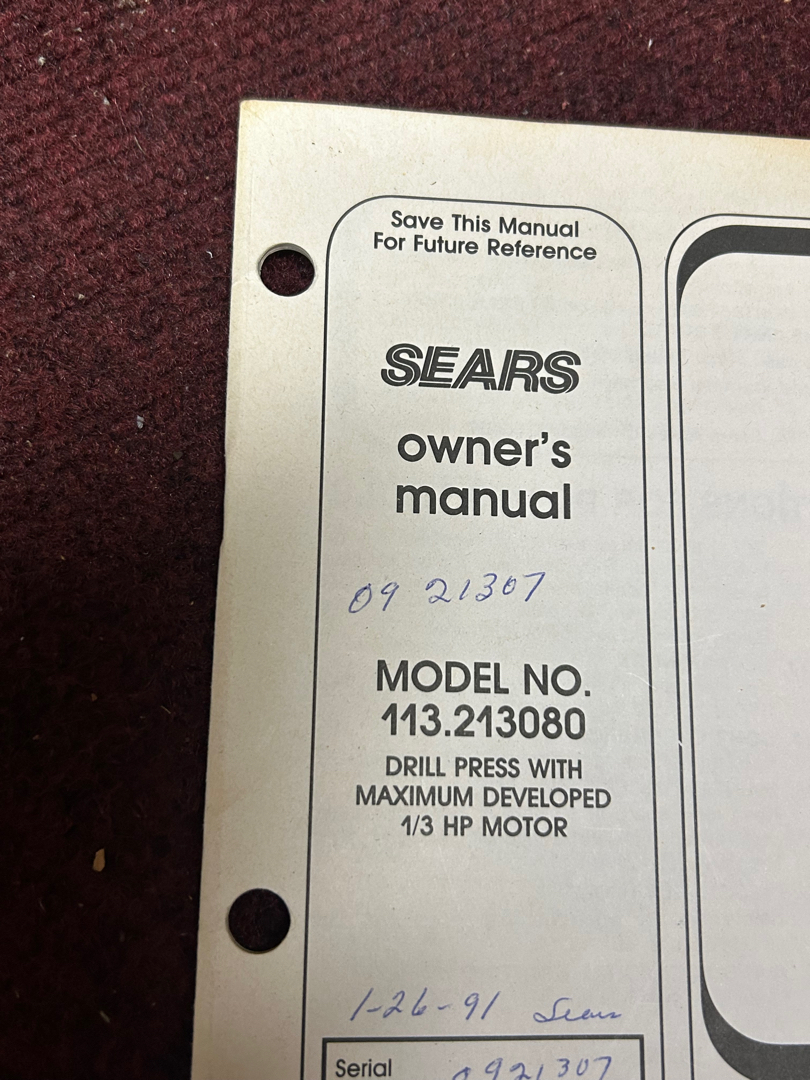 Save This Manual
For Future Reference
SEARS
owner's
manual
09 21307
MODEL NO.
113.213080
DRILL PRESS WITH
MAXIMUM DEVELOPED
1/3 HP MOTOR
1-26-91 Sears
Serial 0921307